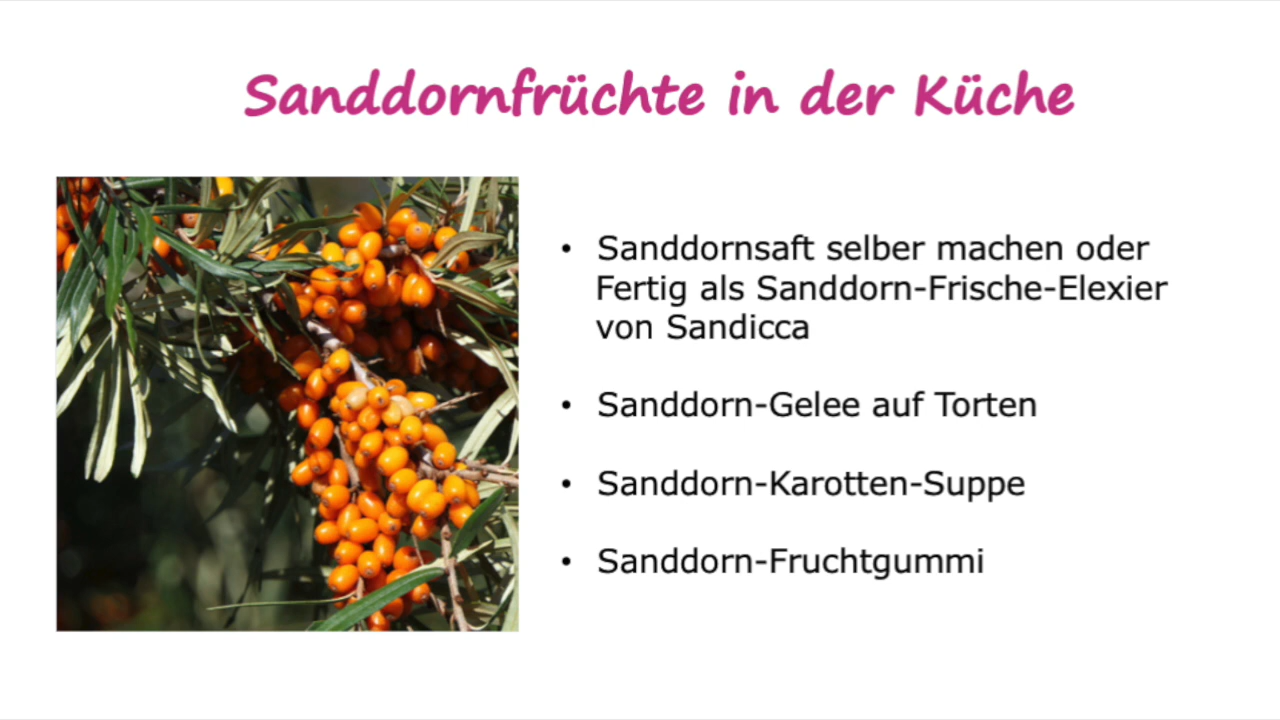 Sanddornfrüchte in der Küche
• Sanddornsaft selber machen oder
Fertig als Sanddorn-Frische-Elexier
von Sandicca
• Sanddorn-Gelee auf Torten
• Sanddorn-Karotten-Suppe
• Sanddorn-Fruchtgummi